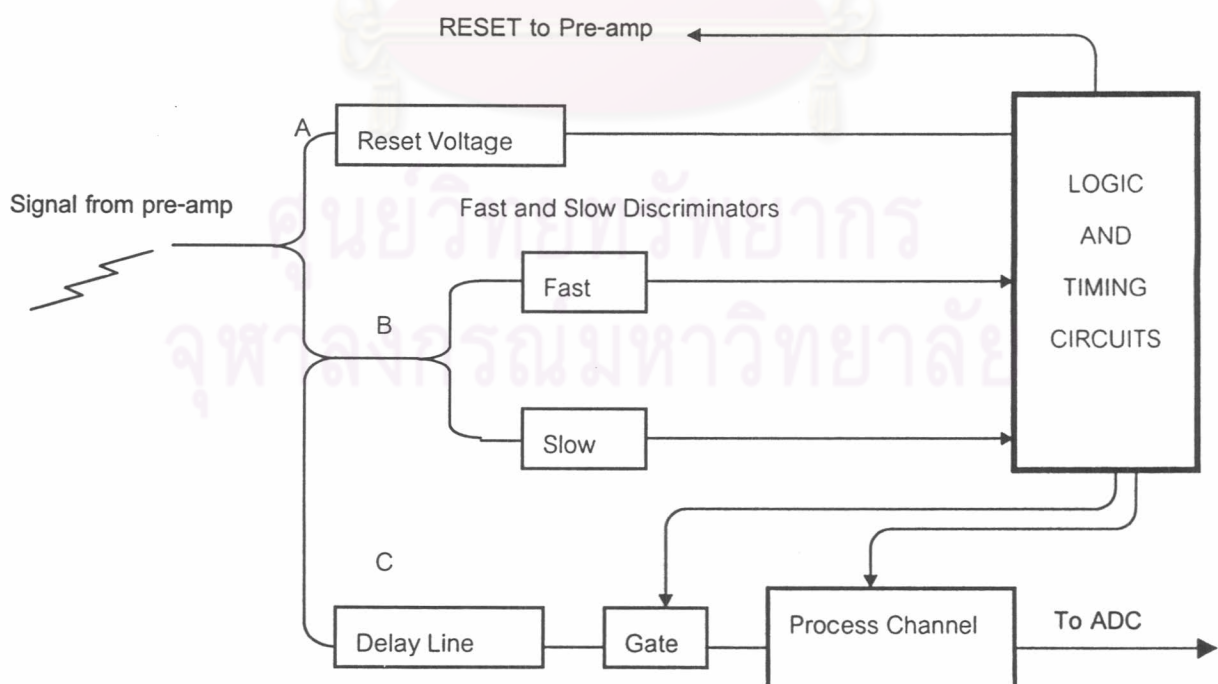 RESET to Pre-amp
A
Reset Voltage
Signal from pre-amp
Fast and Slow Discriminators
LOGIC
AND
TIMING
CIRCUITS
Fast
B
Slow
C
Delay Line
Gate
Process Channel
To ADC
ศูนย์วิทยทรัพยากร
จุฬาลงกรณ์มหาวิทยาลัย